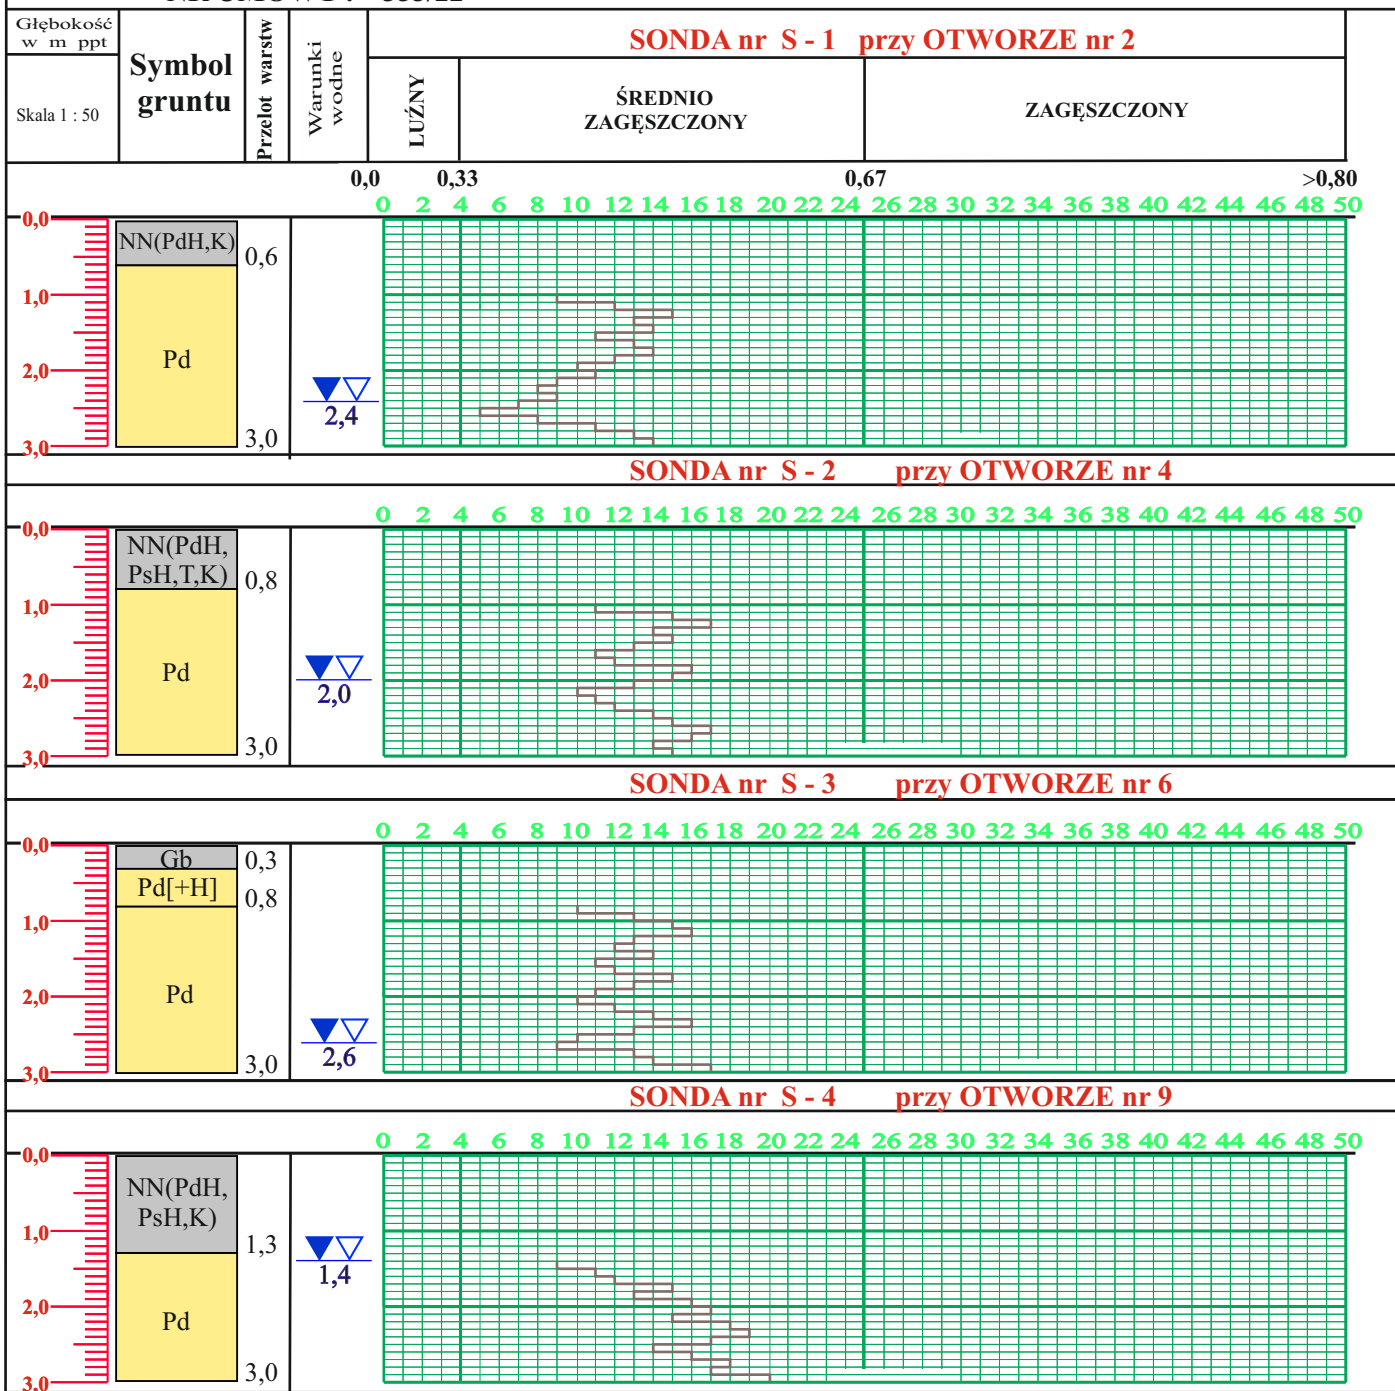 Głębokość
w m ppt
Skala 1 : 50
Symbol
gruntu
Przelot warstw
Warunki
wodne
SONDA nr S - 1 przy OTWORZE nr 2
LUŹNY
ŚREDNIO
ZAGĘSZCZONY
ZAGĘSZCZONY
0,0 0,33 0,67 >0,80
0 2 4 6 8 10 12 14 16 18 20 22 24 26 28 30 32 34 36 38 40 42 44 46 48 50
0,0
NN(PdH,K)
0,6
1,0
Pd
2,0
2,4
3,0
3,0
SONDA nr S - 2 przy OTWORZE nr 4
0 2 4 6 8 10 12 14 16 18 20 22 24 26 28 30 32 34 36 38 40 42 44 46 48 50
0,0
NN(PdH,
PsH,T,K)
0,8
1,0
Pd
2,0
2,0
3,0
3,0
SONDA nr S - 3 przy OTWORZE nr 6
0 2 4 6 8 10 12 14 16 18 20 22 24 26 28 30 32 34 36 38 40 42 44 46 48 50
0,0
Gb
0,3
Pd[+H]
0,8
1,0
Pd
2,0
2,6
3,0
3,0
SONDA nr S - 4 przy OTWORZE nr 9
0 2 4 6 8 10 12 14 16 18 20 22 24 26 28 30 32 34 36 38 40 42 44 46 48 50
0,0
NN(PdH,
PsH,K)
1,0
1,3
1,4
2,0
Pd
3,0
3,0